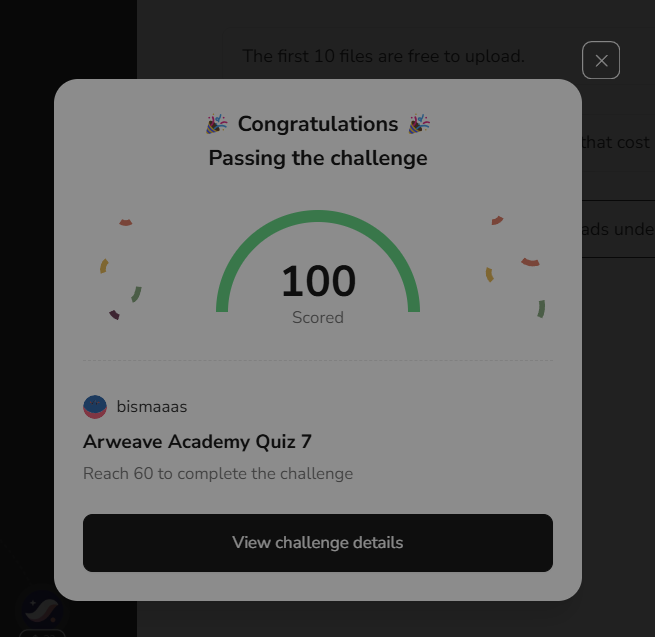 The first 10 files are free to upload.
Congratulations
Passing the challenge
that cost
ads unde
100
Scored
bismaaas
Arweave Academy Quiz 7
Reach 60 to complete the challenge
View challenge details